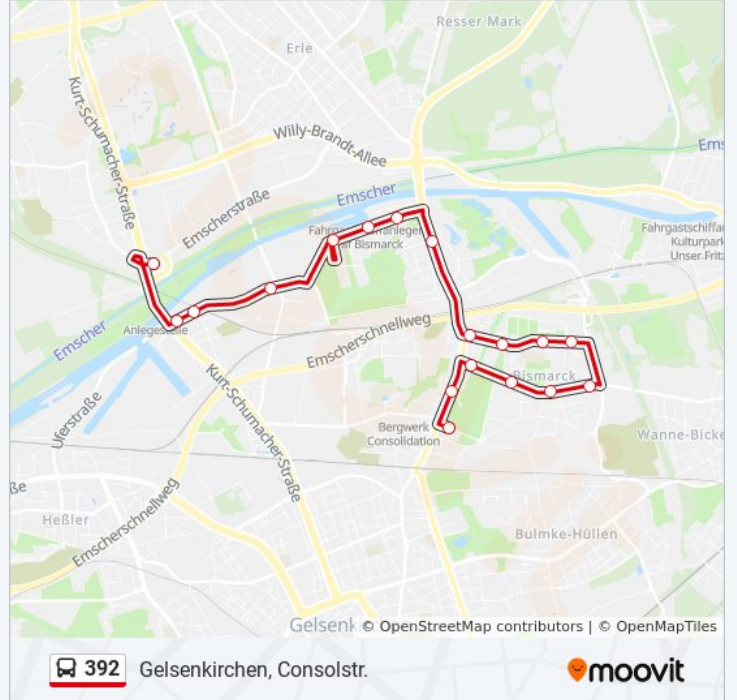 Resser Mark
Erle
Kurt-Schumacher-Straße
Willy-Brandt-Allee
Ems
Emscher
Emscherstraße
Bismarck
Fahrgastschiffa
Kulturpark
Unser Fritz
Emscher
Anlegestelle
Emscherschnellweg
Bismarck
Kurt-Schumacher-Straße
Uferstraße
Bergwerk
Consolidation
Wanne-Bicke
ße
Heßler
Emscherschnellweg
Bulmke-Hüllen
Gelsenk © OpenStreetMap contributors | © OpenMapTiles
392 Gelsenkirchen, Consolstr.
moovit